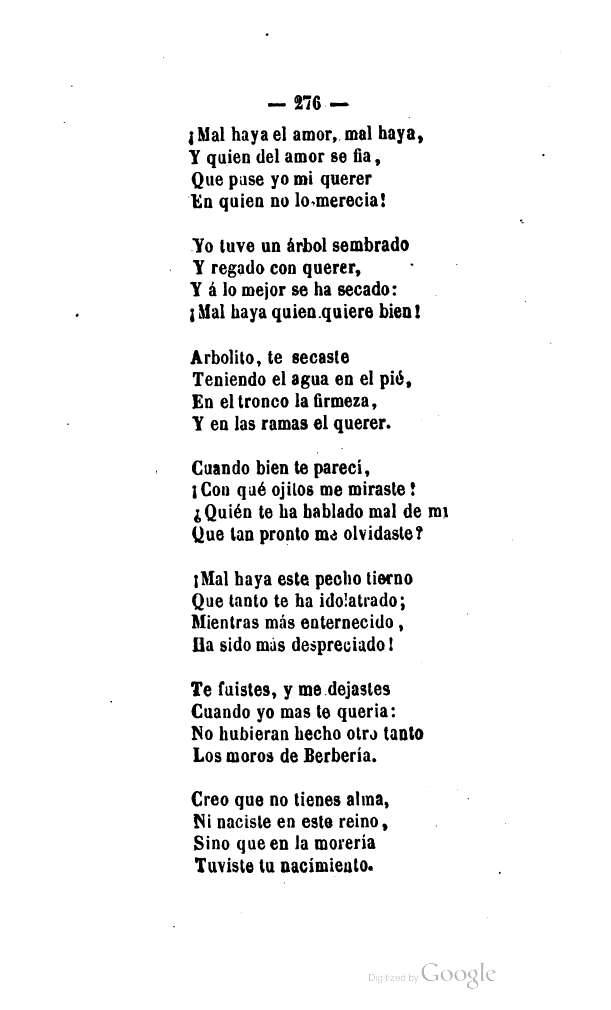 — 276 —
¡Mal haya el amor, mal haya,
Y quien del amor se fia,
Que puse yo mi querer
En quien no lo merecia!
Yo tuve un árbol sembrado
Y regado con querer,
Y á lo mejor se ha secado:
¡Mal haya quien quiere bien!
Arbolito, te secaste
Teniendo el agua en el pié,
En el tronco la firmeza,
Y en las ramas el querer.
Cuando bien te parecí,
¡Con qué ojitos me miraste!
¿Quién te ha hablado mal de mí
Que tan pronto me olvidaste?
¡Mal haya este pecho tierno
Que tanto te ha idolatrado;
Mientras más enternecido,
Ha sido mas despreciado!
Te fuistes, y me dejastes
Cuando yo mas te queria:
No hubieran hecho otro tanto
Los moros de Berbería.
Creo que no tienes alma,
Ni naciste en este reino,
Sino que en la morería
Tuviste tu nacimiento.
Digitized by Google